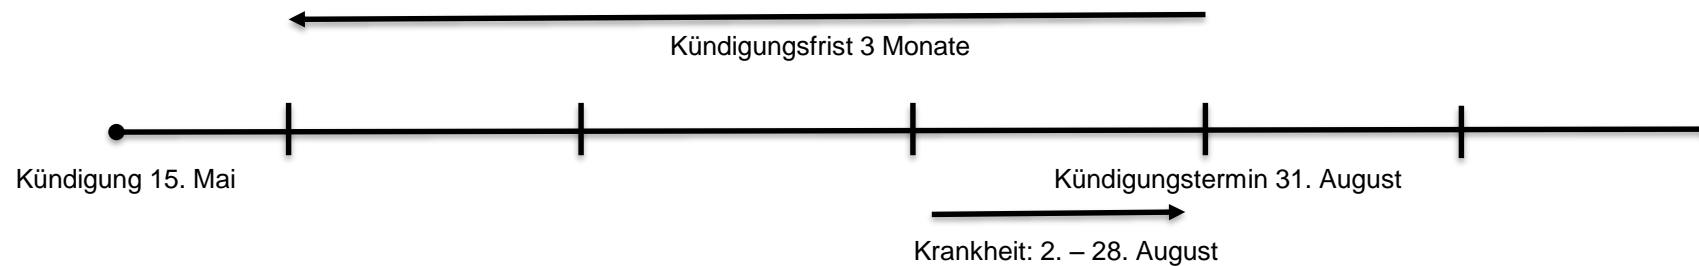 Kündigungsfrist 3 Monate
Kündigung 15. Mai
Kündigungstermin 31. August
Krankheit: 2. – 28. August